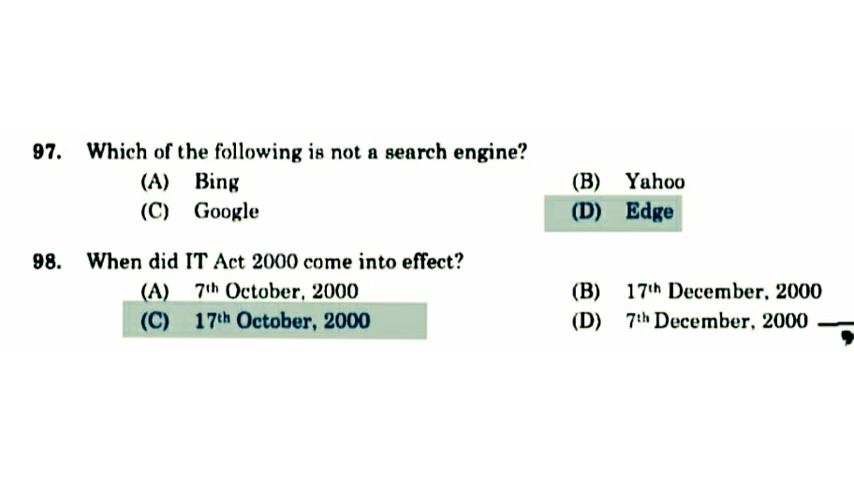 97. Which of the following is not a search engine?
(A) Bing (B) Yahoo
(C) Google (D) Edge
98. When did IT Act 2000 come into effect?
(A) 7th October, 2000 (B) 17th December, 2000
(C) 17th October, 2000 (D) 7th December, 2000